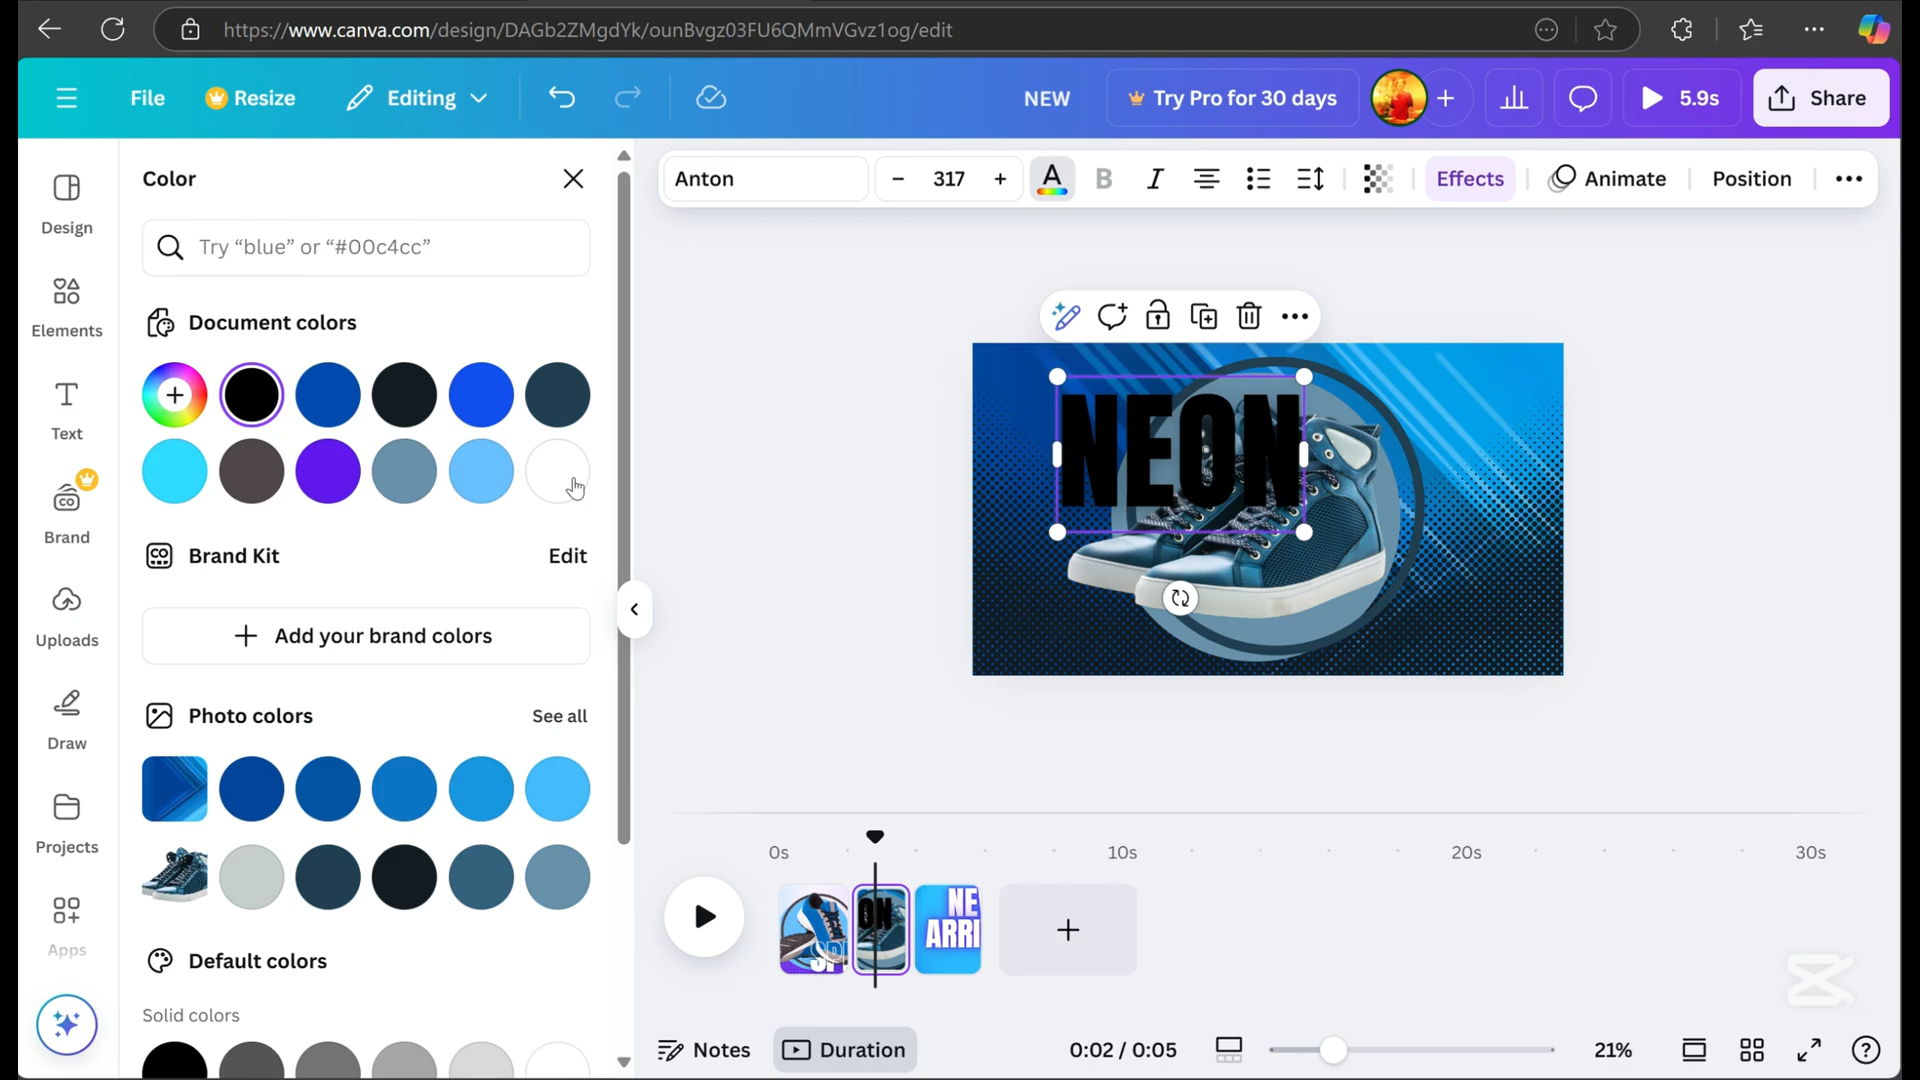 https://www.canva.com/design/DAGb2ZMgdYk/ounBvgz03FU6QMmVGvz1og/edit
File
Resize
Editing
NEW
Try Pro for 30 days
5.9s
Share
Design
Elements
Text
Brand
Uploads
Draw
Projects
Apps
Color
Try “blue” or “#00c4cc”
Document colors
Brand Kit
Edit
Add your brand colors
Photo colors
See all
Default colors
Solid colors
Anton
317
A
B
I
Effects
Animate
Position
NEON
0s
10s
20s
30s
SPI
ON
NE
ARRI
Notes
Duration
0:02 / 0:05
21%